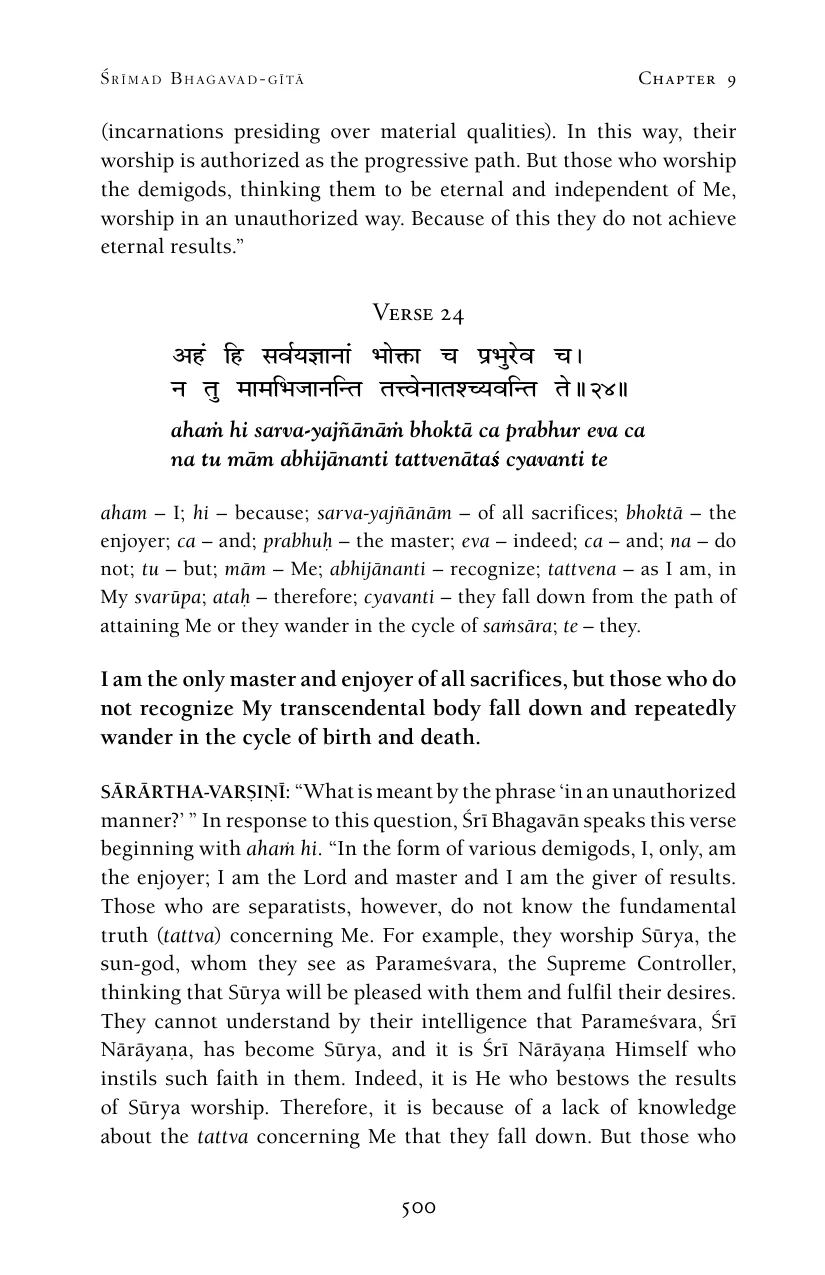 Śrīmad Bhagavad-gītā Chapter 9
(incarnations presiding over material qualities). In this way, their
worship is authorized as the progressive path. But those who worship
the demigods, thinking them to be eternal and independent of Me,
worship in an unauthorized way. Because of this they do not achieve
eternal results.”
Verse 24
अहं हि सर्वयज्ञानां भोक्ता च प्रभुरेव च।
न तु मामभिजानन्ति तत्त्वेनातश्च्यवन्ति ते॥२४॥
ahaṁ hi sarva-yajñānāṁ bhoktā ca prabhur eva ca
na tu mām abhijānanti tattvenātaś cyavanti te
aham – I; hi – because; sarva-yajñānām – of all sacrifices; bhoktā – the
enjoyer; ca – and; prabhuḥ – the master; eva – indeed; ca – and; na – do
not; tu – but; mām – Me; abhijānanti – recognize; tattvena – as I am, in
My svarūpa; ataḥ – therefore; cyavanti – they fall down from the path of
attaining Me or they wander in the cycle of saṁsāra; te – they.
I am the only master and enjoyer of all sacrifices, but those who do
not recognize My transcendental body fall down and repeatedly
wander in the cycle of birth and death.
SĀRĀRTHA-VARṢIṆĪ: “What is meant by the phrase ‘in an unauthorized
manner?’ ” In response to this question, Śrī Bhagavān speaks this verse
beginning with ahaṁ hi. “In the form of various demigods, I, only, am
the enjoyer; I am the Lord and master and I am the giver of results.
Those who are separatists, however, do not know the fundamental
truth (tattva) concerning Me. For example, they worship Sūrya, the
sun-god, whom they see as Parameśvara, the Supreme Controller,
thinking that Sūrya will be pleased with them and fulfil their desires.
They cannot understand by their intelligence that Parameśvara, Śrī
Nārāyaṇa, has become Sūrya, and it is Śrī Nārāyaṇa Himself who
instils such faith in them. Indeed, it is He who bestows the results
of Sūrya worship. Therefore, it is because of a lack of knowledge
about the tattva concerning Me that they fall down. But those who
500